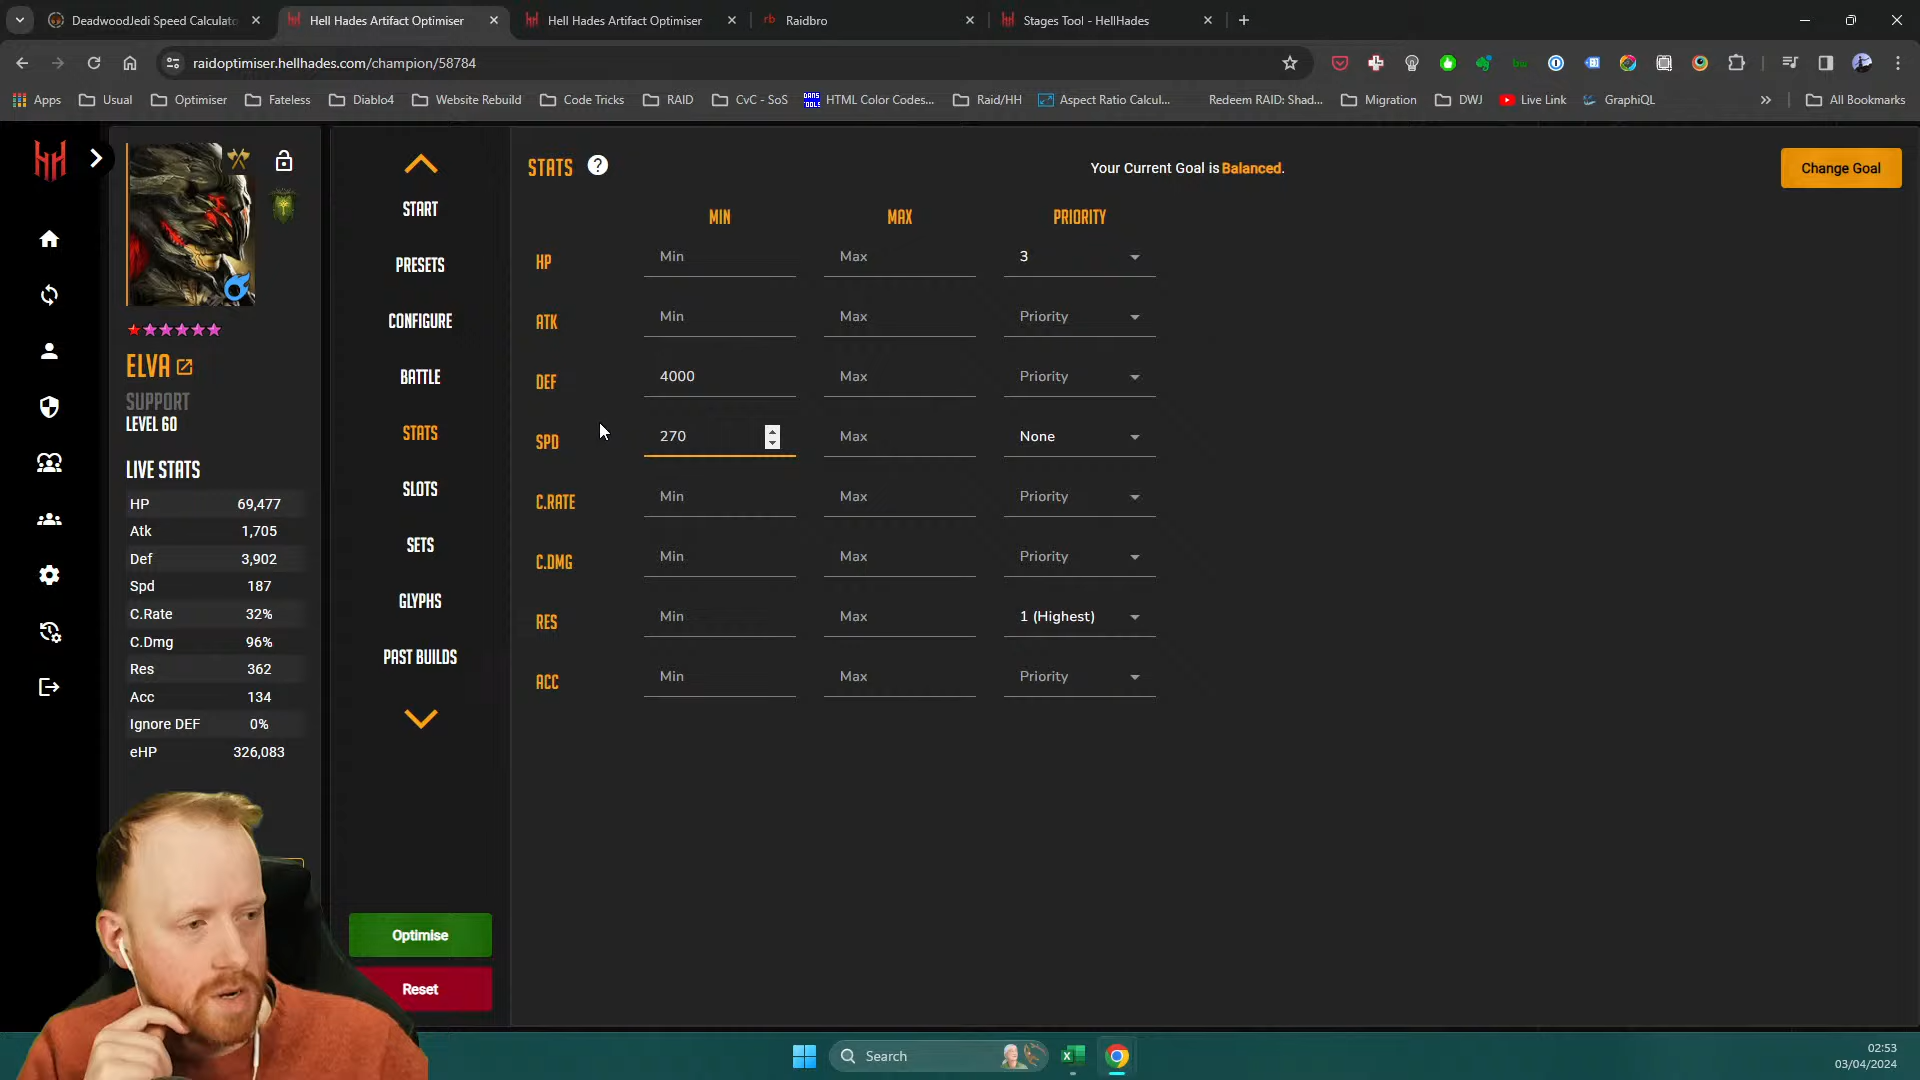 DeadwoodJedi Speed Calculato
Hell Hades Artifact Optimiser
Hell Hades Artifact Optimiser
rb Raidbro
Stages Tool - HellHades
raidoptimiser.hellhades.com/champion/58784
Apps
Usual
Optimiser
Fateless
Diablo4
Website Rebuild
Code Tricks
RAID
CvC - SoS
HTML Color Codes...
Raid/HH
Aspect Ratio Calcul...
Redeem RAID: Shad...
Migration
DWJ
Live Link
GraphiQL
All Bookmarks
ELVA
SUPPORT
LEVEL 60
LIVE STATS
HP 69,477
Atk 1,705
Def 3,902
Spd 187
C.Rate 32%
C.Dmg 96%
Res 362
Acc 134
Ignore DEF 0%
eHP 326,083
START
PRESETS
CONFIGURE
BATTLE
STATS
SLOTS
SETS
GLYPHS
PAST BUILDS
Optimise
Reset
STATS ?
Your Current Goal is Balanced.
Change Goal
MIN MAX PRIORITY
HP Min Max 3
ATK Min Max Priority
DEF 4000 Max Priority
SPD 270 Max None
C.RATE Min Max Priority
C.DMG Min Max Priority
RES Min Max 1 (Highest)
ACC Min Max Priority
Search
02:53
03/04/2024